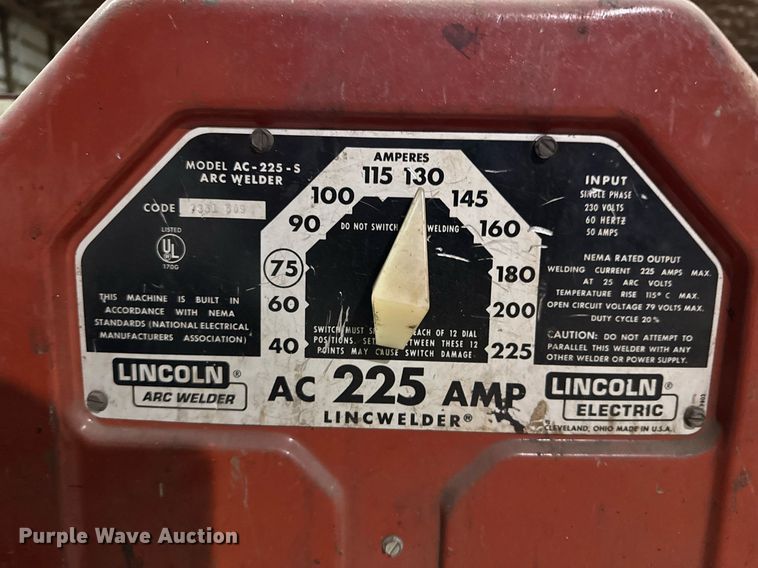 MODEL AC-225-S
ARC WELDER
CODE
LISTED
UL
170G
THIS MACHINE IS BUILT IN
ACCORDANCE WITH NEMA
STANDARDS (NATIONAL ELECTRICAL
MANUFACTURERS ASSOCIATION)
LINCOLN®
ARC WELDER
AMPERES
40
60
75
90
100
115
130
145
160
180
200
225
DO NOT SWITCH WELDING
SWITCH MUST EACH OF 12 DIAL
POSITIONS. BETWEEN THESE 12
POINTS MAY CAUSE SWITCH DAMAGE.
AC 225 AMP
LINCWELDER®
INPUT
SINGLE PHASE
230 VOLTS
60 HERTZ
50 AMPS
NEMA RATED OUTPUT
WELDING CURRENT 225 AMPS MAX.
AT 25 ARC VOLTS
TEMPERATURE RISE 115° C MAX.
OPEN CIRCUIT VOLTAGE 79 VOLTS MAX.
DUTY CYCLE 20%
CAUTION: DO NOT ATTEMPT TO
PARALLEL THIS WELDER WITH ANY
OTHER WELDER OR POWER SUPPLY.
LINCOLN®
ELECTRIC
CLEVELAND, OHIO MADE IN U.S.A.
Purple Wave Auction